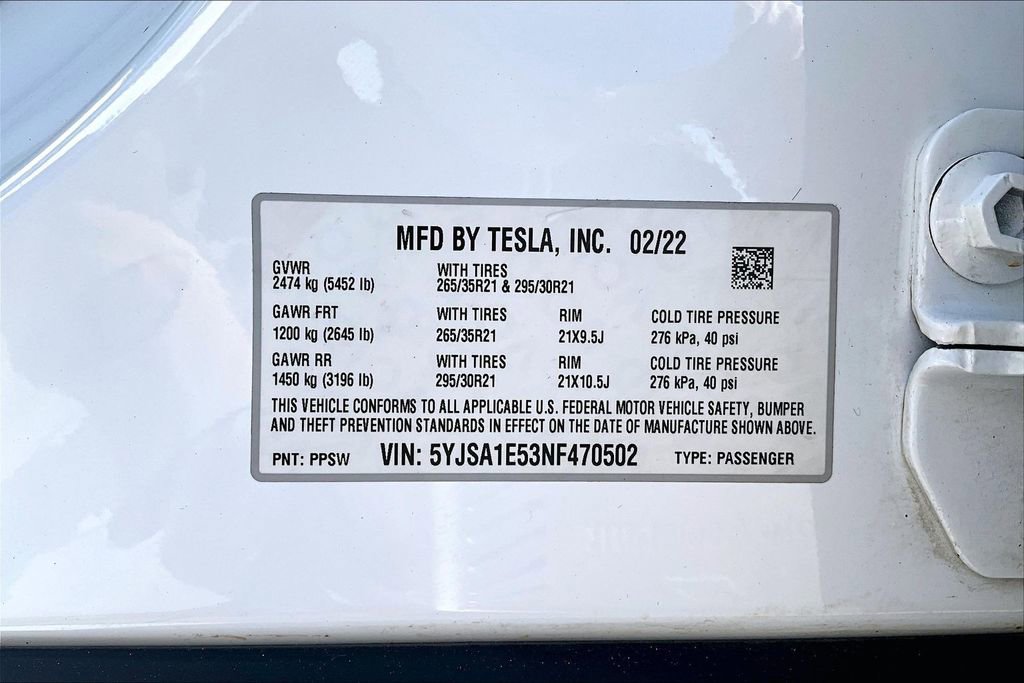 MFD BY TESLA, INC. 02/22
GVWR WITH TIRES
2474 kg (5452 lb) 265/35R21 & 295/30R21
GAWR FRT WITH TIRES RIM COLD TIRE PRESSURE
1200 kg (2645 lb) 265/35R21 21X9.5J 276 kPa, 40 psi
GAWR RR WITH TIRES RIM COLD TIRE PRESSURE
1450 kg (3196 lb) 295/30R21 21X10.5J 276 kPa, 40 psi
THIS VEHICLE CONFORMS TO ALL APPLICABLE U.S. FEDERAL MOTOR VEHICLE SAFETY, BUMPER
AND THEFT PREVENTION STANDARDS IN EFFECT ON THE DATE OF MANUFACTURE SHOWN ABOVE.
PNT: PPSW VIN: 5YJSA1E53NF470502 TYPE: PASSENGER